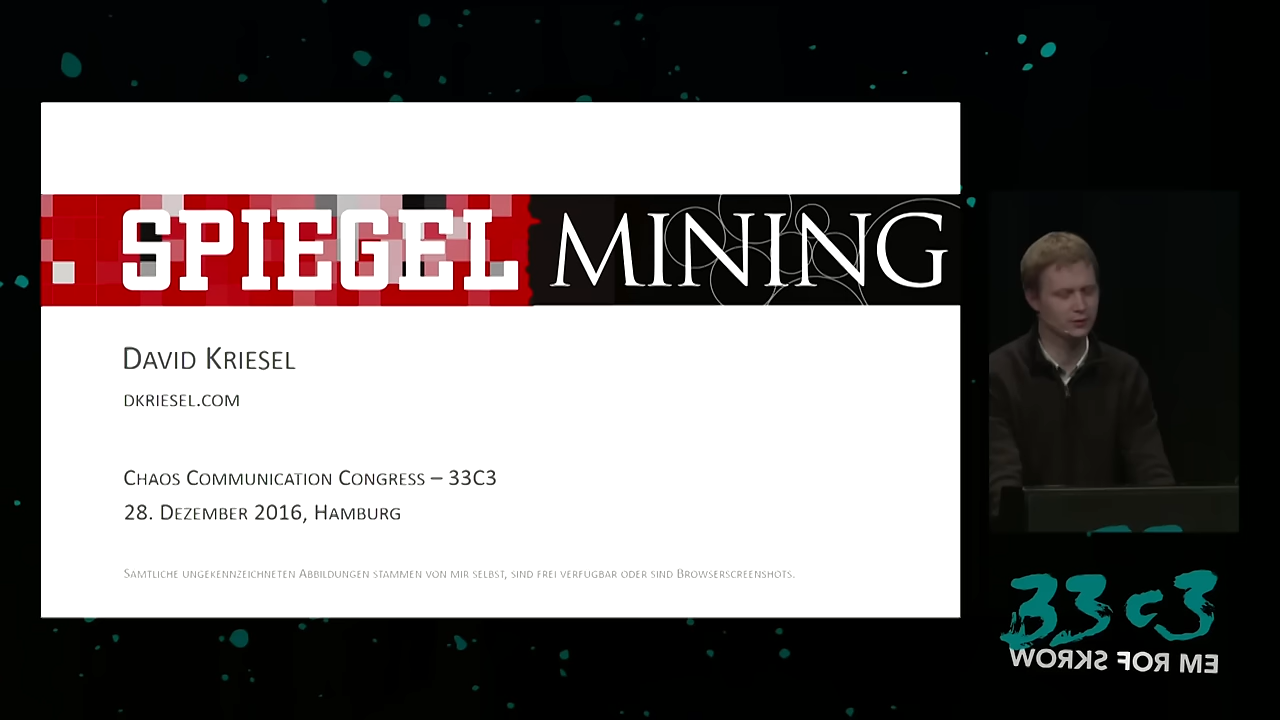 SPIEGEL MINING
DAVID KRIESEL
DKRIESEL.COM
CHAOS COMMUNICATION CONGRESS – 33C3
28. DEZEMBER 2016, HAMBURG
SÄMTLICHE UNGEKENNZEICHNETEN ABBILDUNGEN STAMMEN VON MIR SELBST, SIND FREI VERFÜGBAR ODER SIND BROWSERSCREENSHOTS.
33C3
WORKS FOR ME